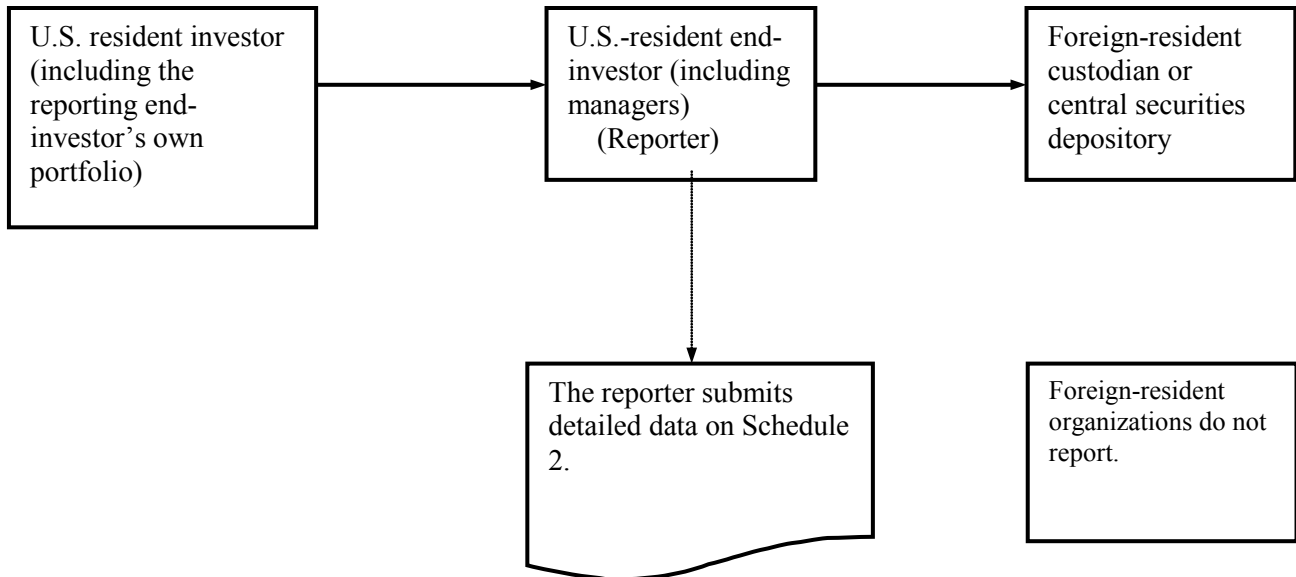 U.S. resident investor
(including the
reporting end-
investor’s own
portfolio)
U.S.-resident end-
investor (including
managers)
(Reporter)
Foreign-resident
custodian or
central securities
depository
The reporter submits
detailed data on Schedule
2.
Foreign-resident
organizations do not
report.